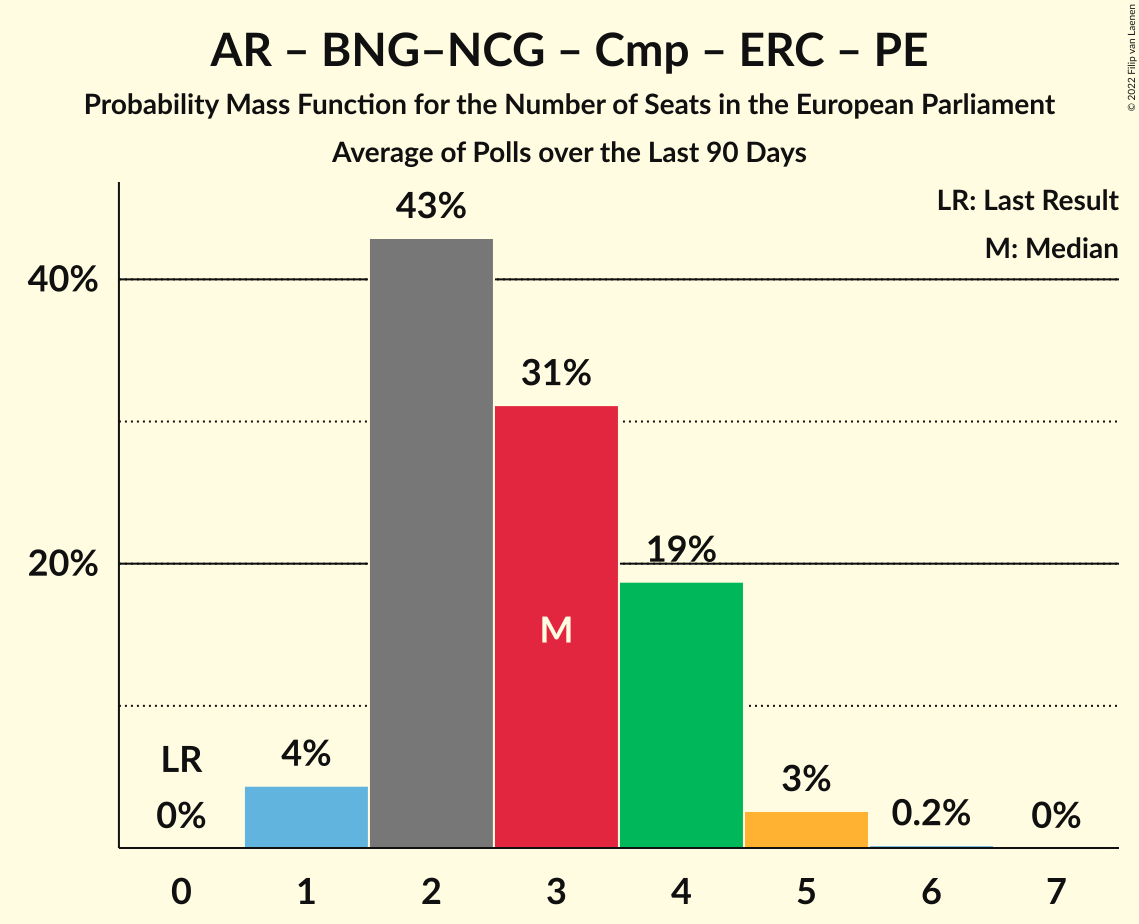 AR – BNG–NCG – Cmp – ERC – PE
Probability Mass Function for the Number of Seats in the European Parliament
Average of Polls over the Last 90 Days
© 2022 Filip van Laenen
LR: Last Result
M: Median
43%
40%
31%
19%
20%
M
LR
4%
3%
0%
0.2%
0%
0 1 2 3 4 5 6 7